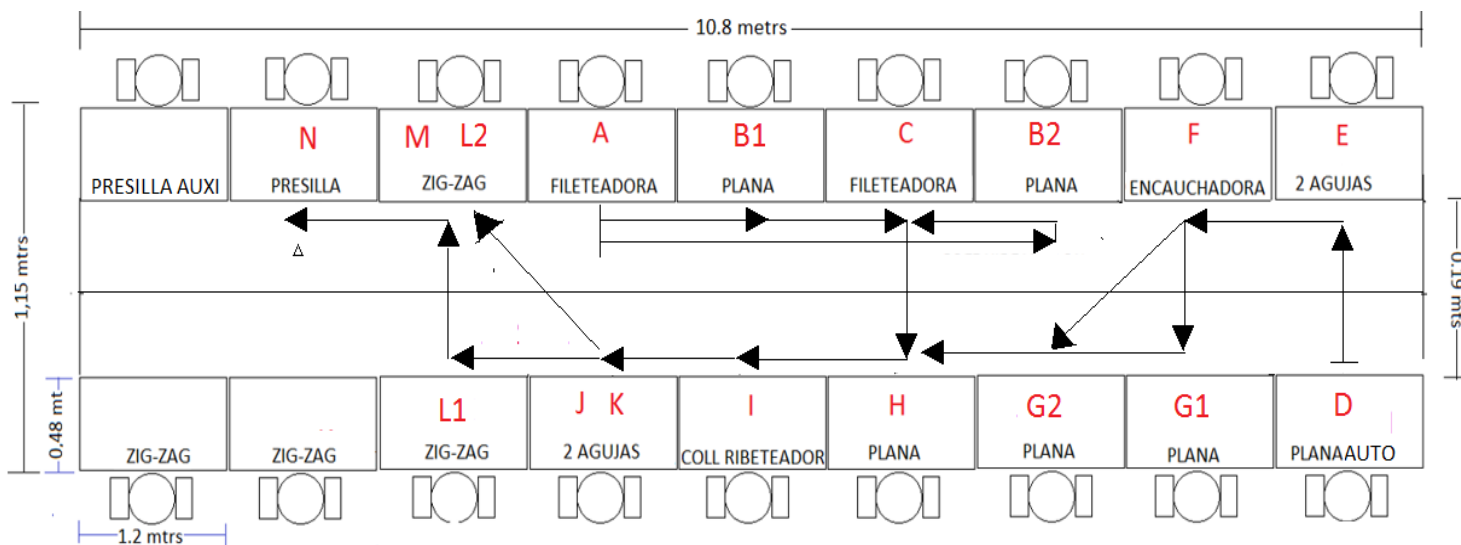 10.8 metrs
1,15 mtrs
N
M L2
A
B1
C
B2
F
E
PRESILLA AUXI
PRESILLA
ZIG-ZAG
FILETEADORA
PLANA
FILETEADORA
PLANA
ENCAUCHADORA
2 AGUJAS
0.19 mts
0,48 mt
L1
J K
I
H
G2
G1
D
ZIG-ZAG
ZIG-ZAG
ZIG-ZAG
2 AGUJAS
COLL RIBETEADOR
PLANA
PLANA
PLANA
PLANA AUTO
1.2 mtrs